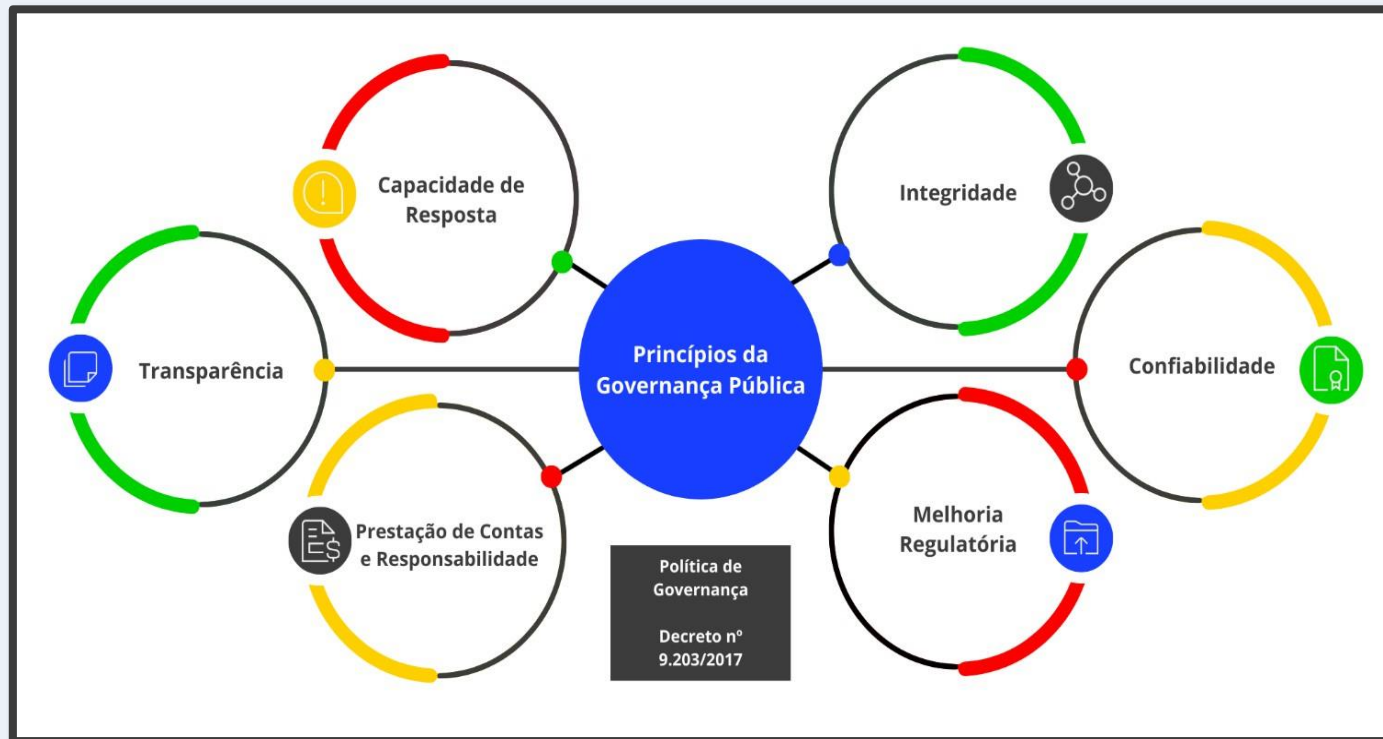 Capacidade de
Resposta
Integridade
Transparência
Princípios da
Governança Pública
Confiabilidade
Prestação de Contas
e Responsabilidade
Melhoria
Regulatória
Política de
Governança
Decreto nº
9.203/2017